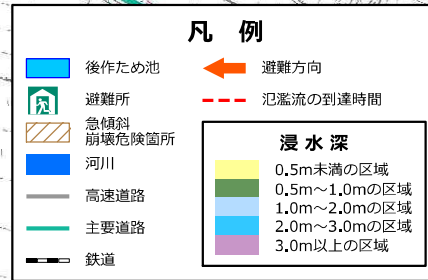 凡 例
後作ため池
避難所
急傾斜
崩壊危険箇所
河川
高速道路
主要道路
鉄道
避難方向
氾濫流の到達時間
浸水深
0.5m未満の区域
0.5m～1.0mの区域
1.0m～2.0mの区域
2.0m～3.0mの区域
3.0m以上の区域